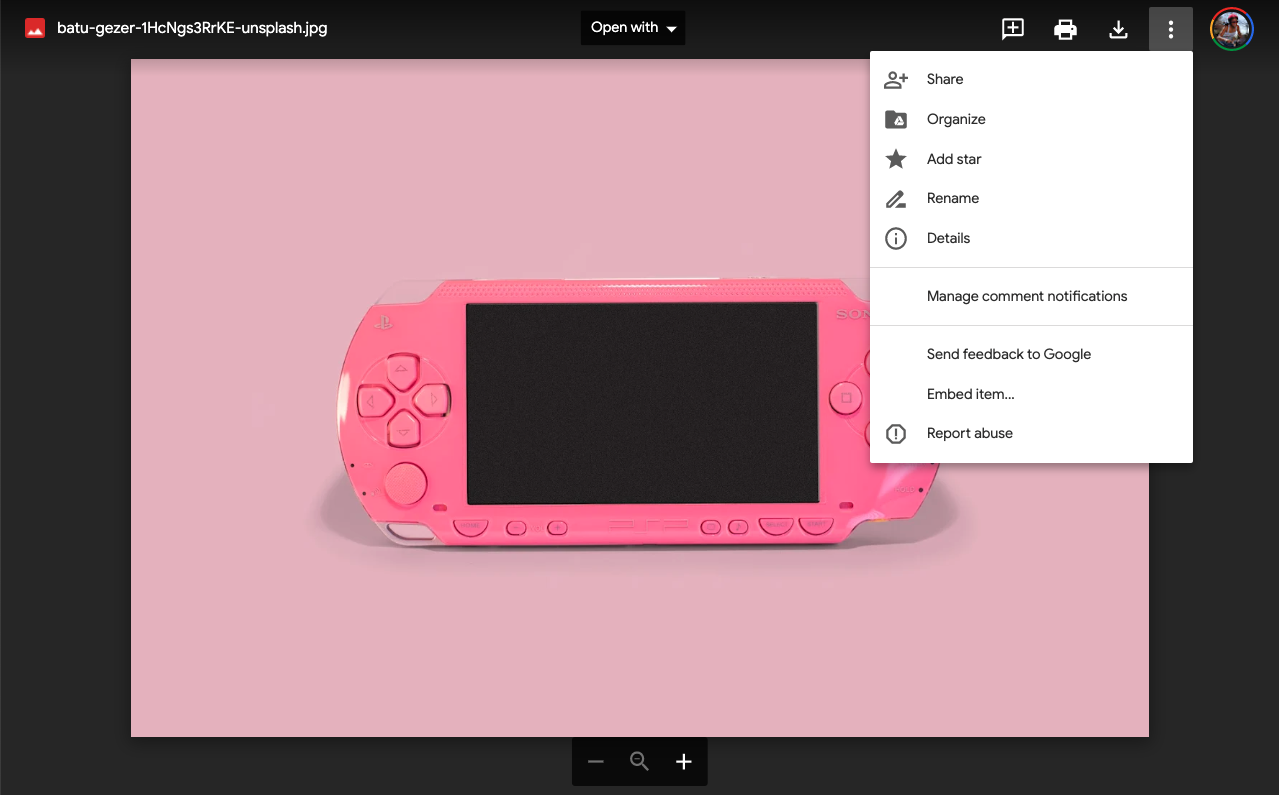 batu-gezer-1HcNgs3RrKE-unsplash.jpg
Open with
Share
Organize
Add star
Rename
Details
Manage comment notifications
Send feedback to Google
Embed item...
Report abuse